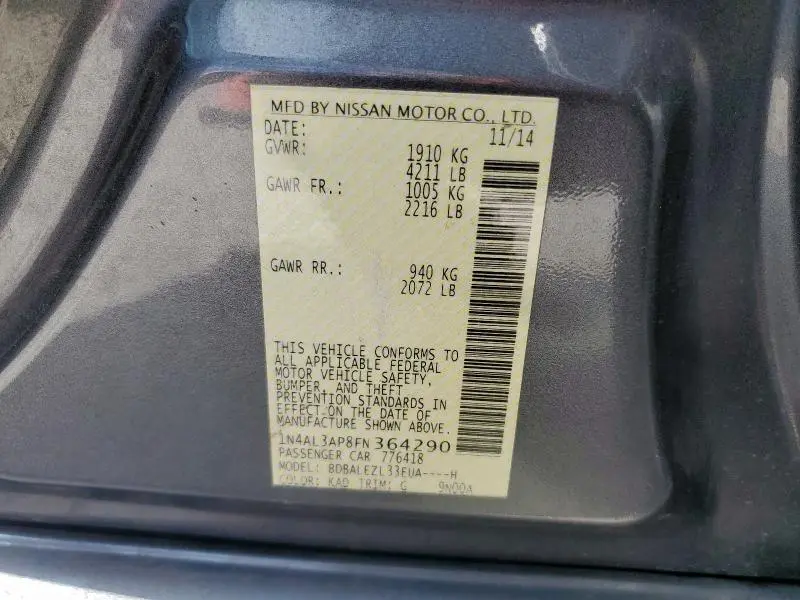 MFD BY NISSAN MOTOR CO., LTD.
DATE: 11/14
GVWR: 1910 KG
4211 LB
GAWR FR.: 1005 KG
2216 LB
GAWR RR.: 940 KG
2072 LB
THIS VEHICLE CONFORMS TO
ALL APPLICABLE FEDERAL
MOTOR VEHICLE SAFETY,
BUMPER, AND THEFT
PREVENTION STANDARDS IN
EFFECT ON THE DATE OF
MANUFACTURE SHOWN ABOVE.
1N4AL3AP8FN364290
PASSENGER CAR 776418
MODEL: BDBALEZL33EUA----H
COLOR: KAD TRIM: G